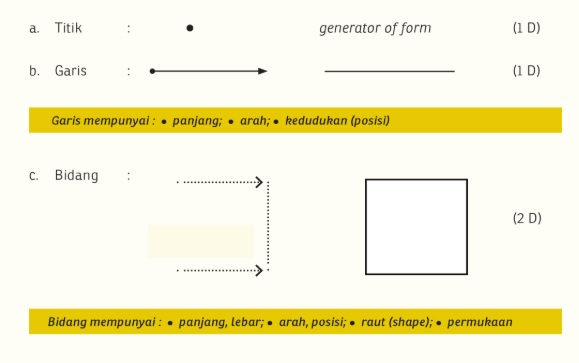 a. Titik : generator of form (1 D)
b. Garis : (1 D)
Garis mempunyai : • panjang; • arah; • kedudukan (posisi)
c. Bidang :
(2 D)
Bidang mempunyai : • panjang, lebar; • arah, posisi; • raut (shape); • permukaan